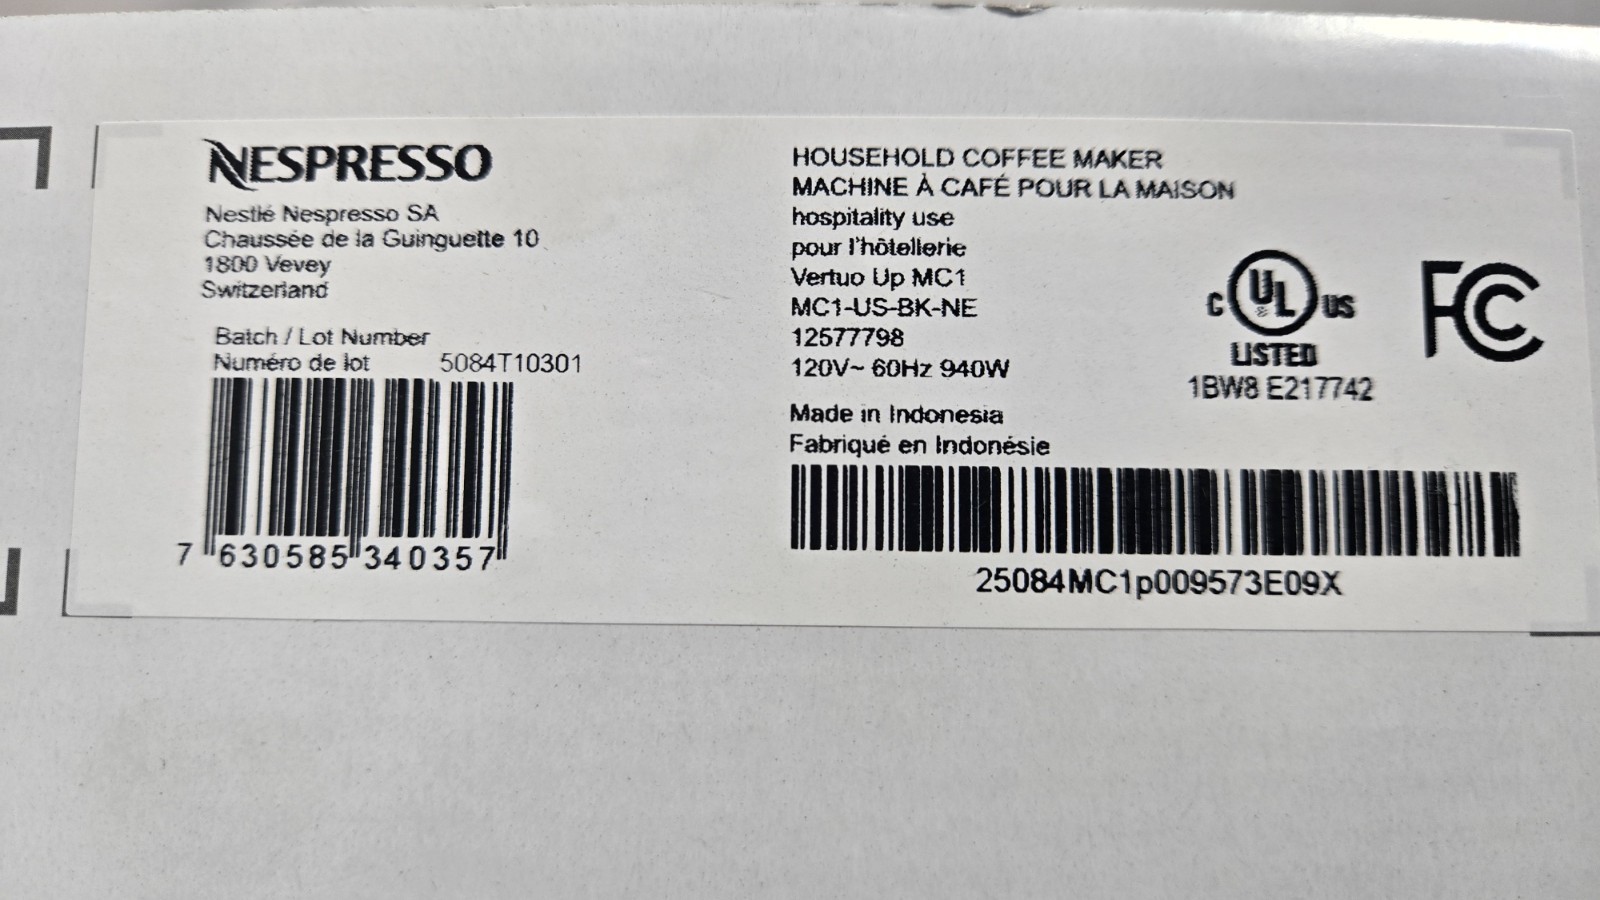 NESPRESSO
Nestlé Nespresso SA
Chaussée de la Guinguette 10
1800 Vevey
Switzerland
Batch / Lot Number
Numéro de lot 5084T10301
7 630585 340357
HOUSEHOLD COFFEE MAKER
MACHINE À CAFÉ POUR LA MAISON
hospitality use
pour l'hôtellerie
Vertuo Up MC1
MC1-US-BK-NE
12577798
120V~ 60Hz 940W
Made in Indonesia
Fabriqué en Indonésie
25084MC1p009573E09X
C UL US
LISTED
1BW8 E217742
FC